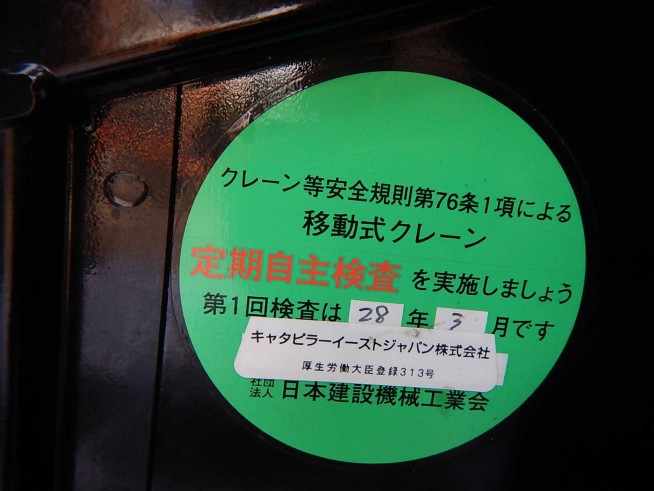 クレーン等安全規則第76条1項による
移動式クレーン
定期自主検査を実施しましょう
第1回検査は 28 年 3 月です
キャタピラーイーストジャパン株式会社
厚生労働大臣登録313号
社団法人 日本建設機械工業会